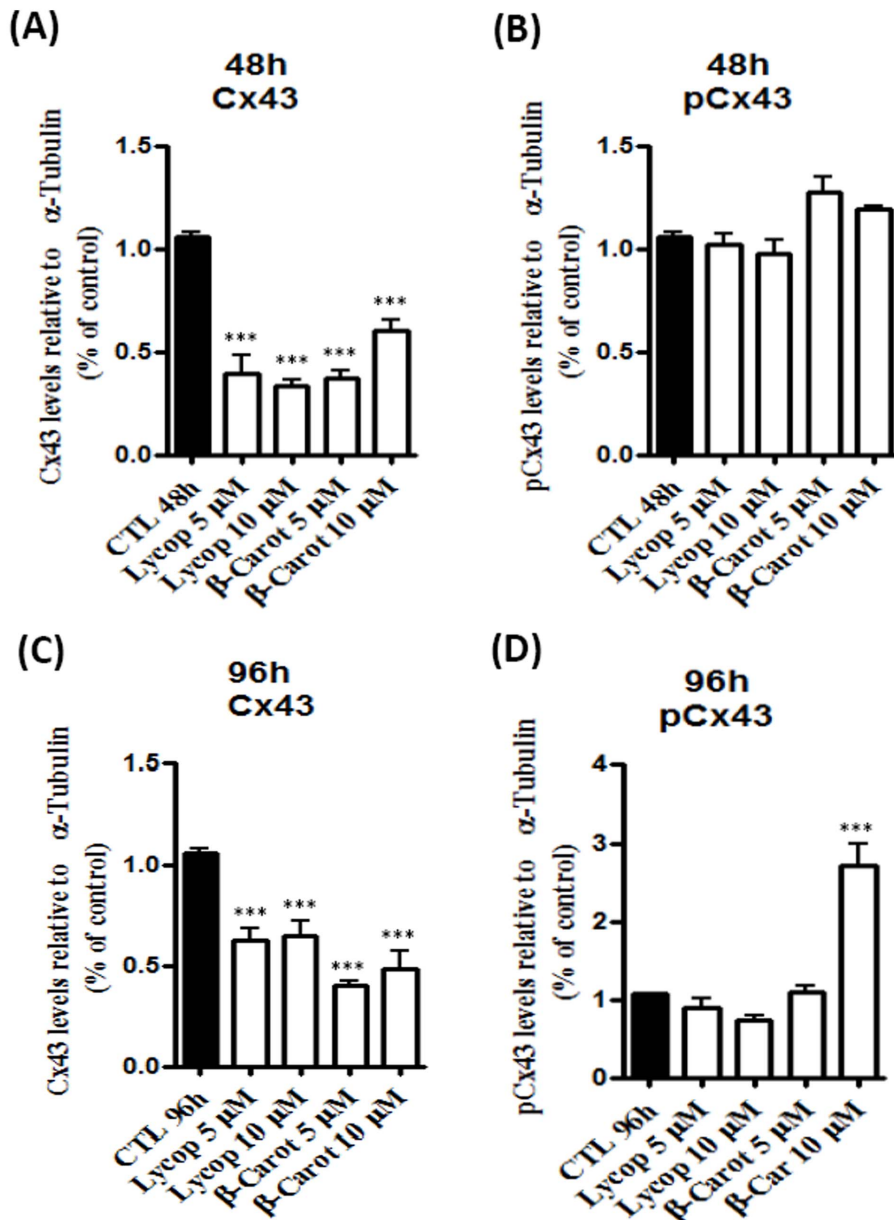 (A)
48h
Cx43
Cx43 levels relative to α-Tubulin
(% of control)
1.5
1.0
0.5
0.0
***
***
***
***
CTL 48h
Lycop 5 µM
Lycop 10 µM
β-Carot 5 µM
β-Carot 10 µM
(B)
48h
pCx43
pCx43 levels relative to α-Tubulin
(% of control)
1.5
1.0
0.5
0.0
CTL 48h
Lycop 5 µM
Lycop 10 µM
β-Carot 5 µM
β-Carot 10 µM
(C)
96h
Cx43
Cx43 levels relative to α-Tubulin
(% of control)
1.5
1.0
0.5
0.0
***
***
***
***
CTL 96h
Lycop 5 µM
Lycop 10 µM
β-Carot 5 µM
β-Carot 10 µM
(D)
96h
pCx43
pCx43 levels relative to α-Tubulin
(% of control)
4
3
2
1
0
***
CTL 96h
Lycop 5 µM
Lycop 10 µM
β-Carot 5 µM
β-Car 10 µM